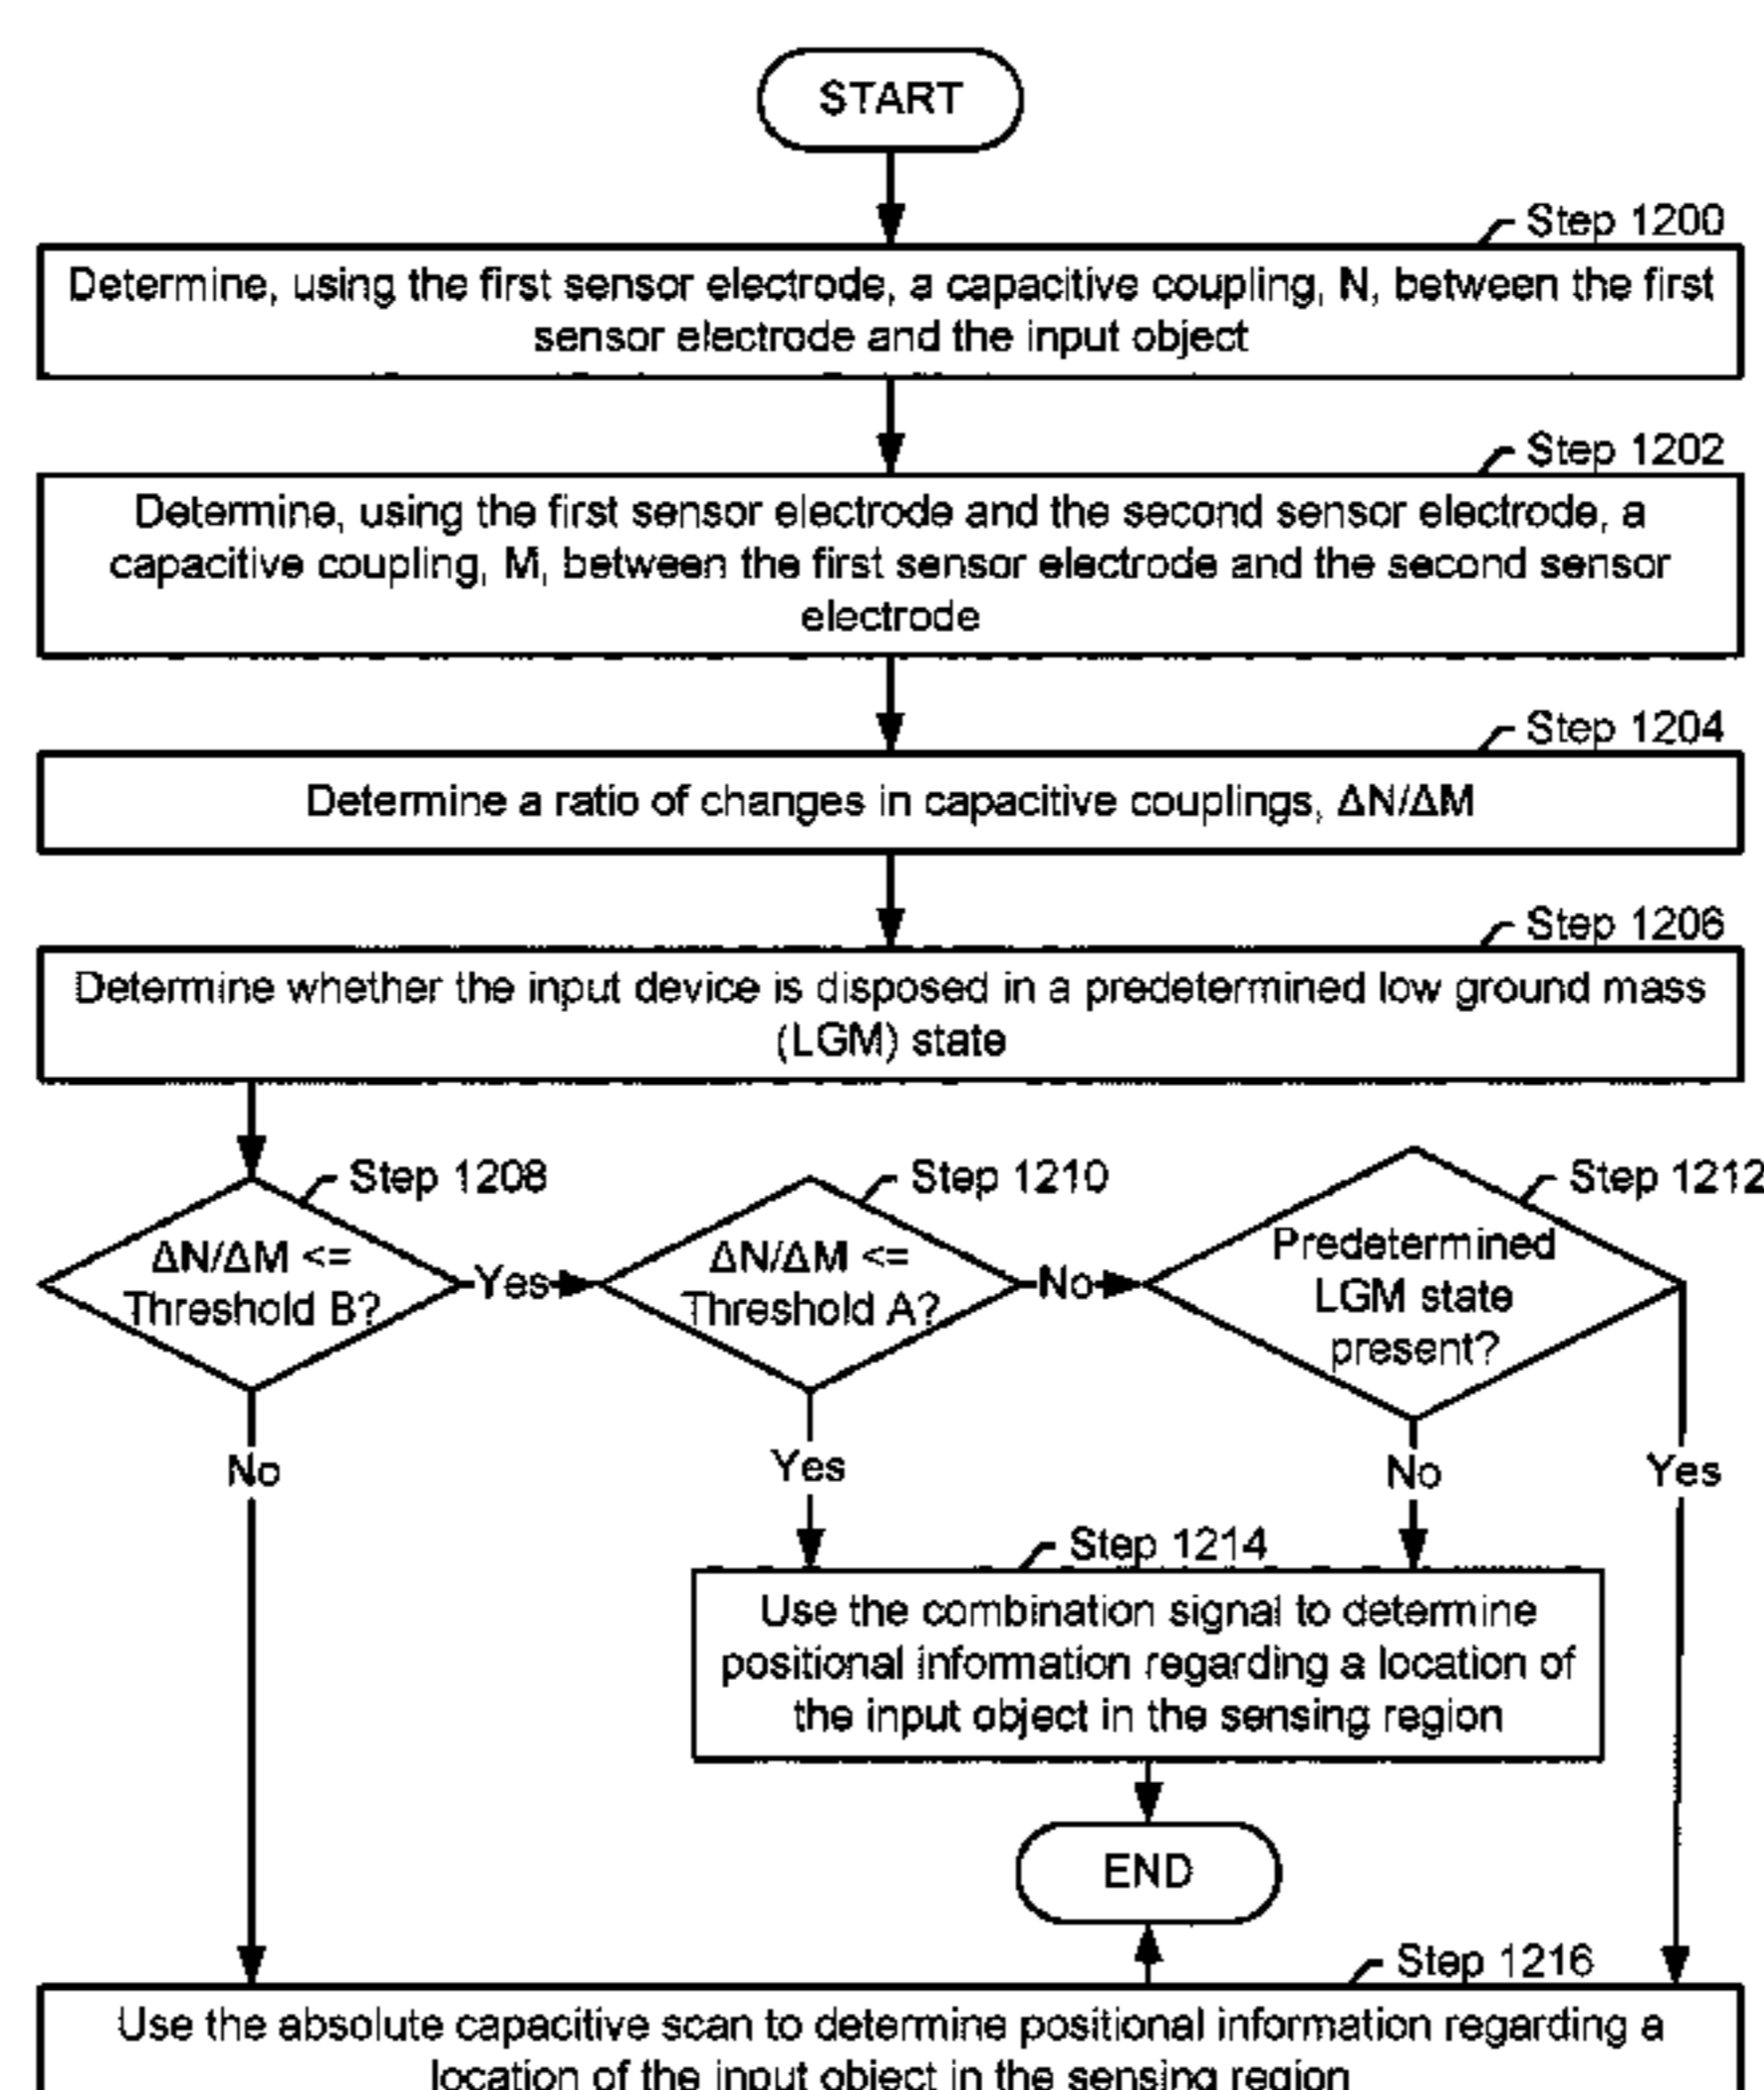 START
Step 1200
Determine, using the first sensor electrode, a capacitive coupling, N, between the first
sensor electrode and the input object
Step 1202
Determine, using the first sensor electrode and the second sensor electrode, a
capacitive coupling, M, between the first sensor electrode and the second sensor
electrode
Step 1204
Determine a ratio of changes in capacitive couplings, ΔN/ΔM
Step 1206
Determine whether the input device is disposed in a predetermined low ground mass
(LGM) state
Step 1208
ΔN/ΔM <=
Threshold B?
Yes
Step 1210
ΔN/ΔM <=
Threshold A?
No
Step 1212
Predetermined
LGM state
present?
No
Yes
No
Yes
Step 1214
Use the combination signal to determine
positional information regarding a location of
the input object in the sensing region
END
Step 1216
Use the absolute capacitive scan to determine positional information regarding a
location of the input object in the sensing region